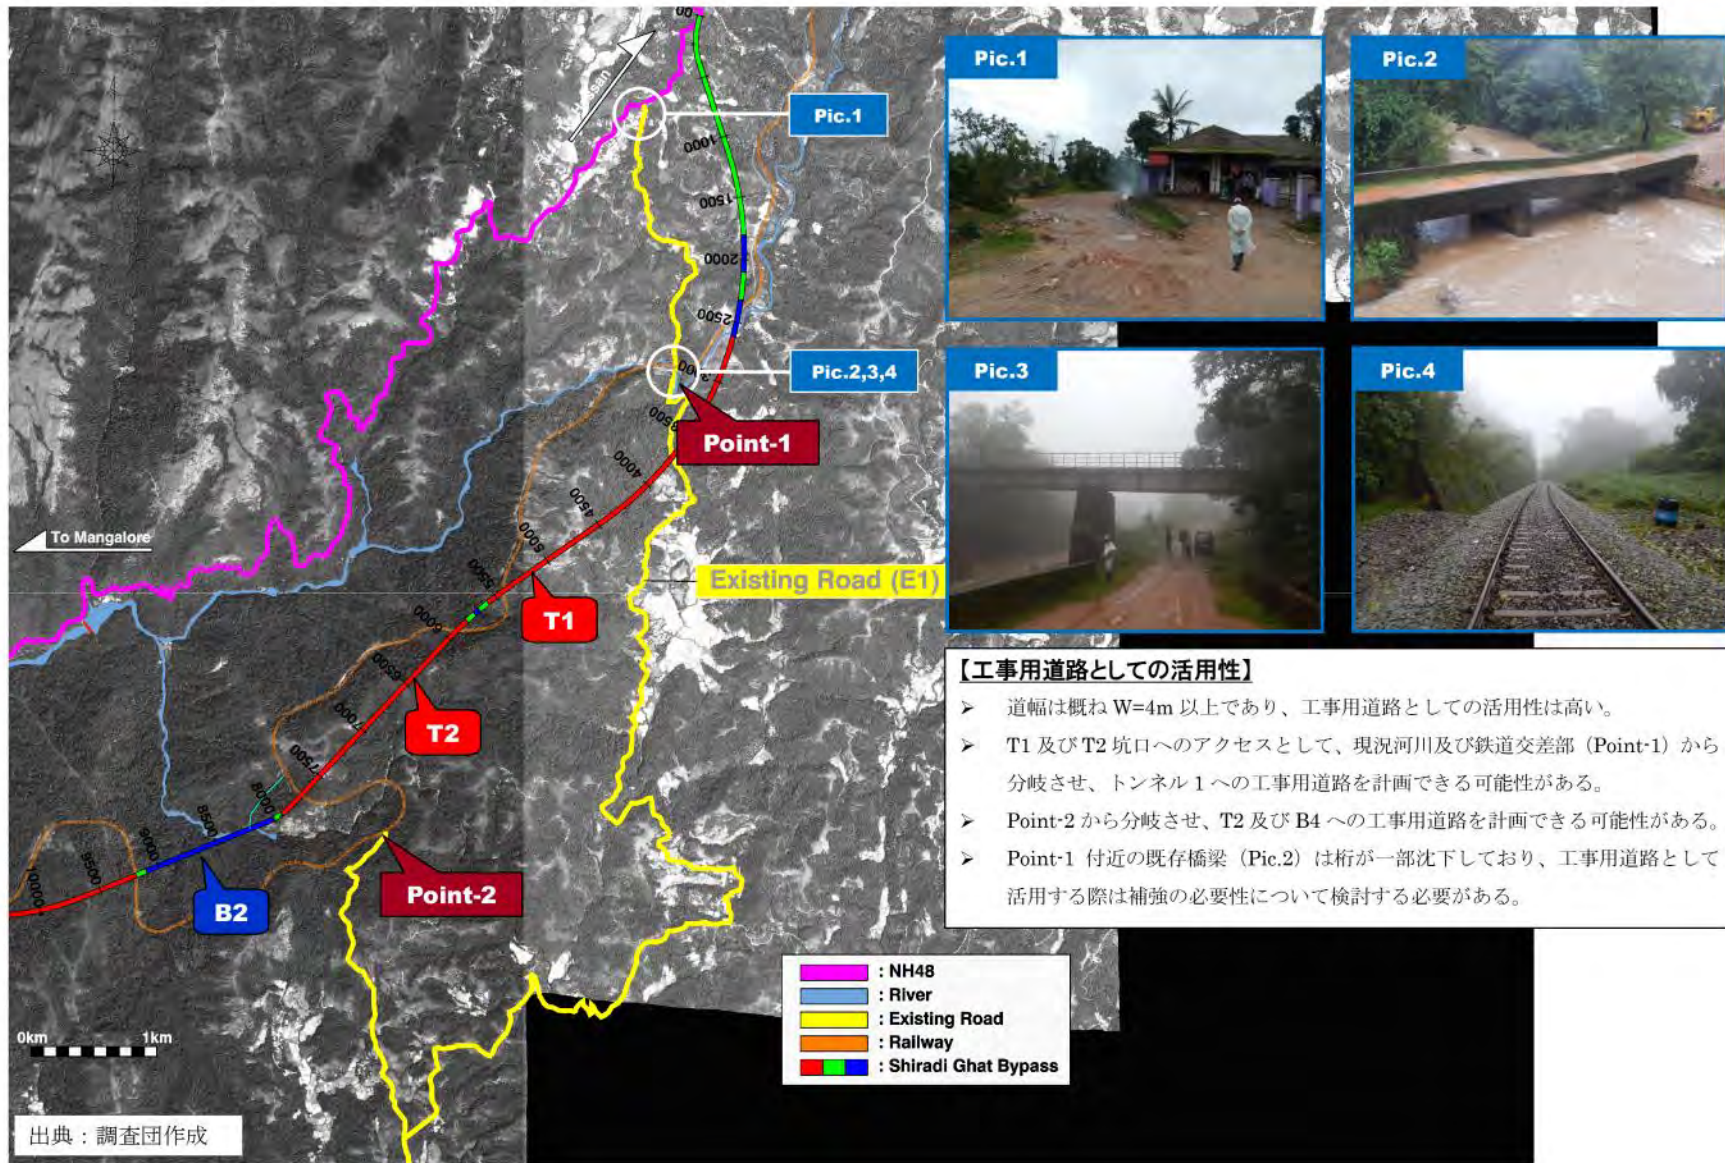 Hassan
Pic.1
Pic.2
Pic.1
500
1000
1500
2000
2500
3000
3500
4000
4500
5000
5500
6000
6500
7000
7500
8000
8500
9000
9500
10000
Pic.2,3,4
Point-1
Pic.3
Pic.4
To Mangalore
Existing Road (E1)
T1
T2
B2
Point-2
【工事用道路としての活用性】
➢ 道幅は概ね W=4m 以上であり、工事用道路としての活用性は高い。
➢ T1 及び T2 坑口へのアクセスとして、現況河川及び鉄道交差部（Point-1）から
分岐させ、トンネル 1 への工事用道路を計画できる可能性がある。
➢ Point-2 から分岐させ、T2 及び B4 への工事用道路を計画できる可能性がある。
➢ Point-1 付近の既存橋梁（Pic.2）は桁が一部沈下しており、工事用道路として
活用する際は補強の必要性について検討する必要がある。
: NH48
: River
: Existing Road
: Railway
: Shiradi Ghat Bypass
0km 1km
出典：調査団作成